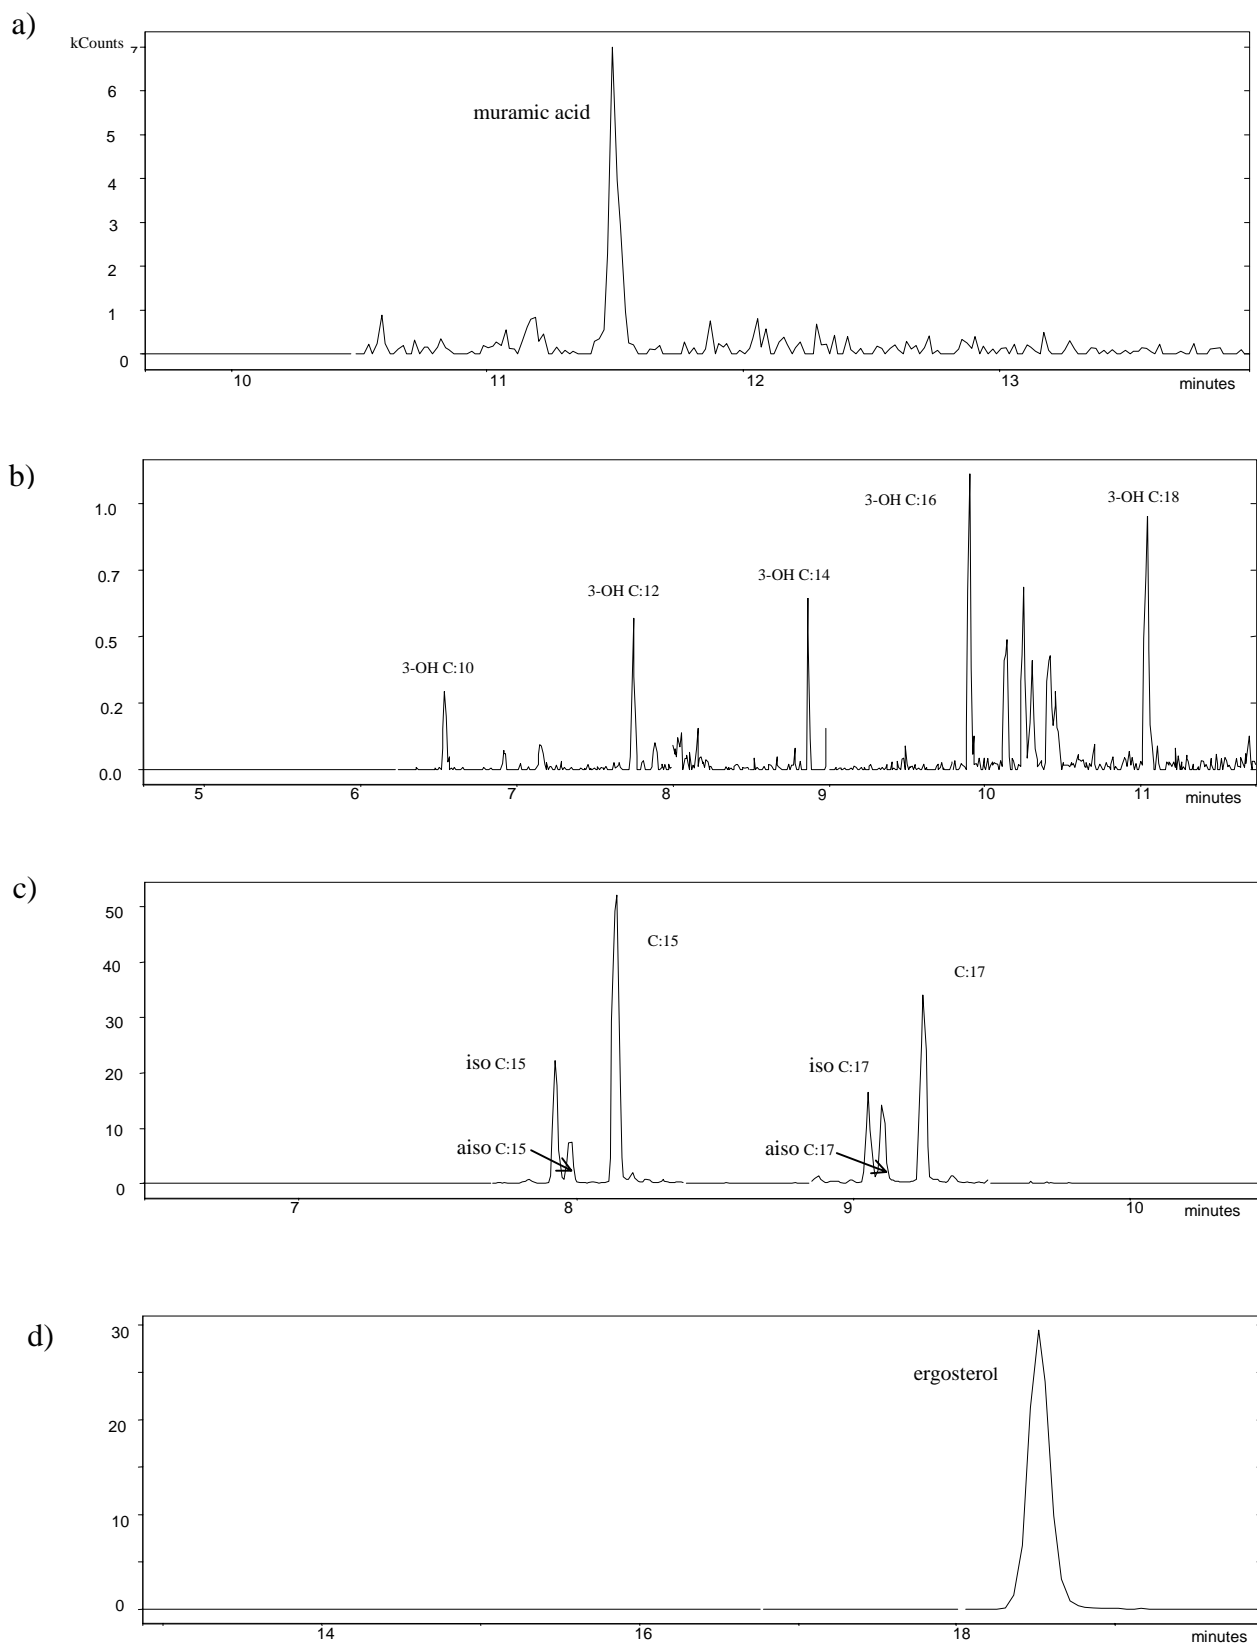 a)
kCounts
7
6
5
4
3
2
1
0
muramic acid
10 11 12 13 minutes
b)
1.0
0.7
0.5
0.2
0.0
3-OH C:10
3-OH C:12
3-OH C:14
3-OH C:16
3-OH C:18
5 6 7 8 9 10 11 minutes
c)
50
40
30
20
10
0
iso C:15
aiso C:15
C:15
iso C:17
aiso C:17
C:17
7 8 9 10 minutes
d)
30
20
10
0
ergosterol
14 16 18 minutes